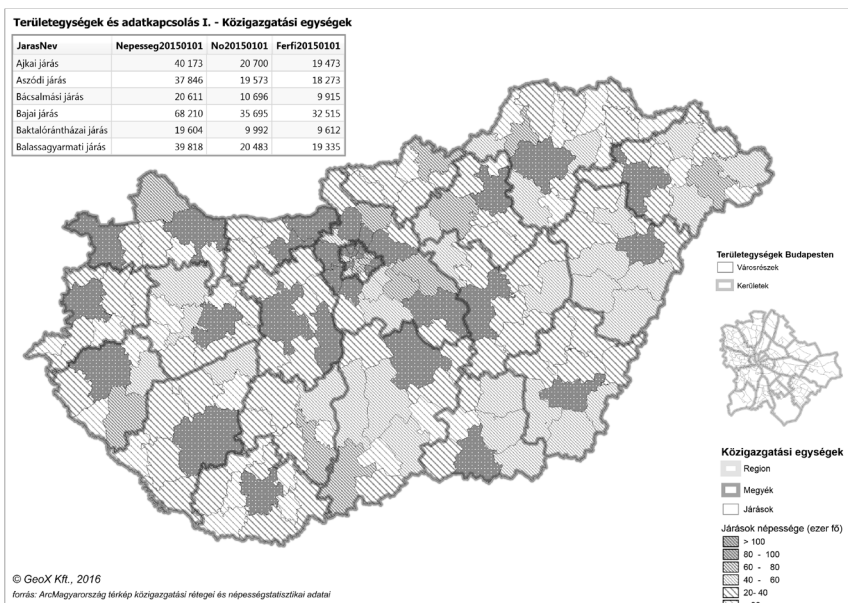 Területegységek és adatkapcsolás I. - Közigazgatási egységek
JarasNev Nepesseg20150101 No20150101 Ferfi20150101
Ajkai járás 40 173 20 700 19 473
Aszódi járás 37 846 19 573 18 273
Bácsalmási járás 20 611 10 696 9 915
Bajai járás 68 210 35 695 32 515
Baktalórántházai járás 19 604 9 992 9 612
Balassagyarmati járás 39 818 20 483 19 335
Területegységek Budapesten
Városrészek
Kerületek
Közigazgatási egységek
Region
Megyék
Járások
Járások népessége (ezer fő)
> 100
80 - 100
60 - 80
40 - 60
20- 40
© GeoX Kft., 2016
forrás: ArcMagyarország térkép közigazgatási rétegei és népességstatisztikai adatai